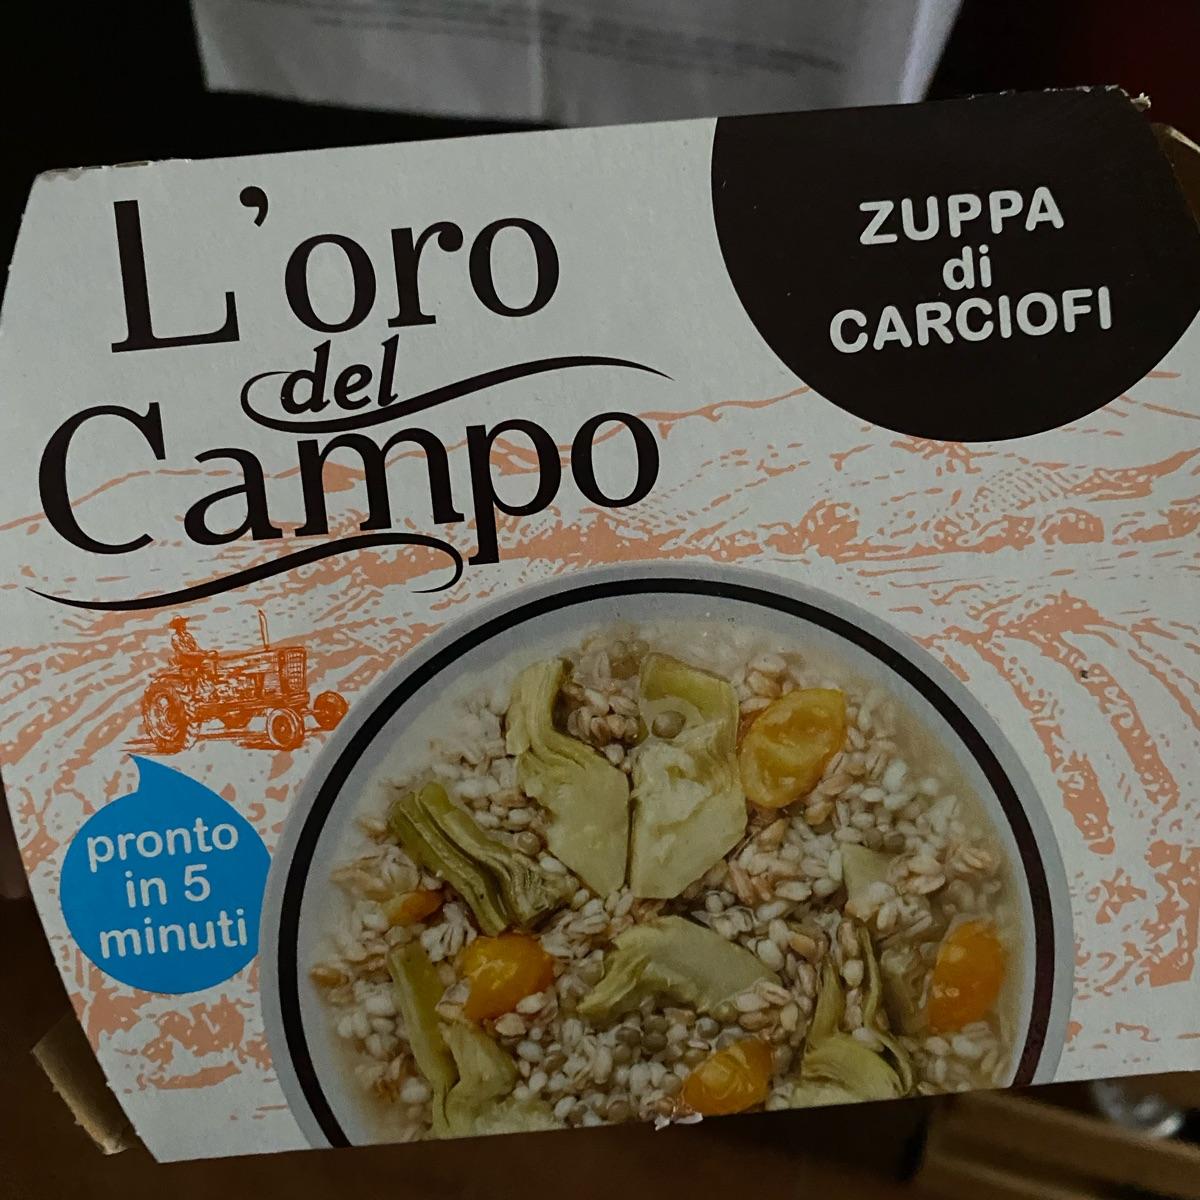 L'oro
del
Campo
ZUPPA
di
CARCIOFI
pronto
in 5
minuti